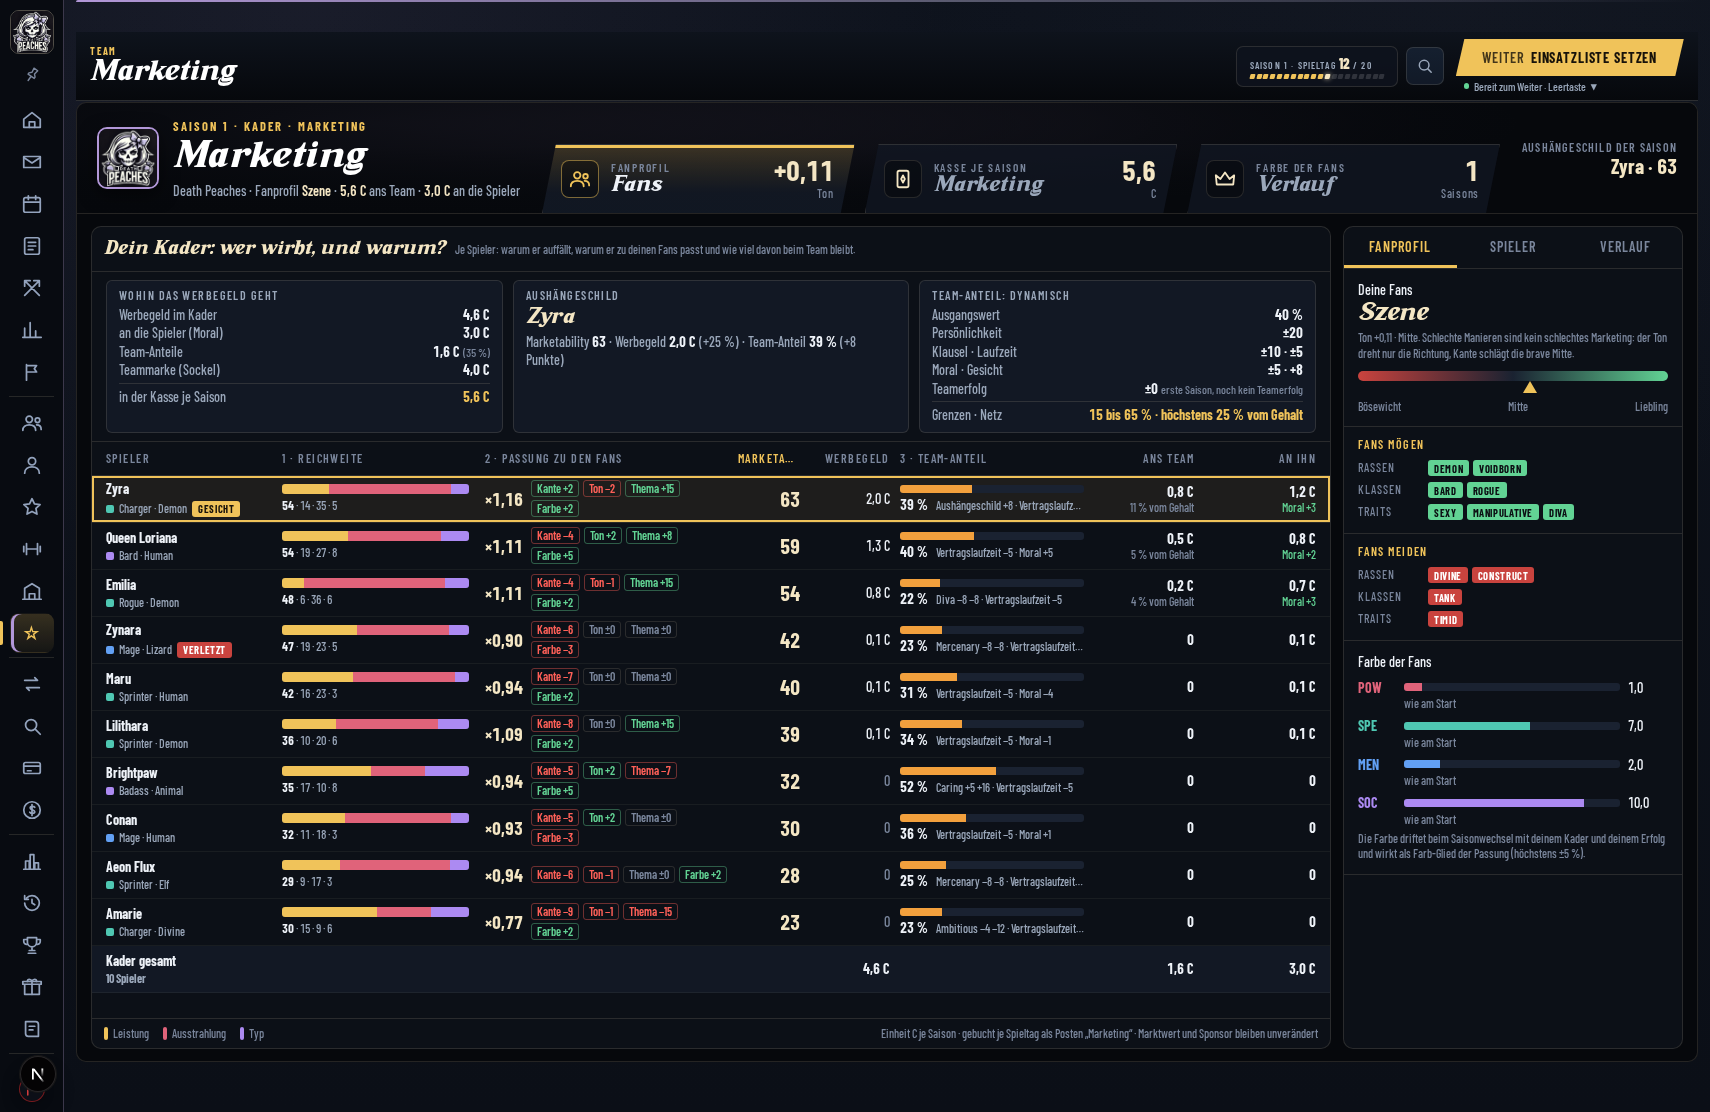 PEACHES
TEAM
Marketing
SAISON 1 · SPIELTAG 12 / 20
WEITER EINSATZLISTE SETZEN
Bereit zum Weiter · Leertaste ▼
DEATH PEACHES
SAISON 1 · KADER · MARKETING
Marketing
Death Peaches · Fanprofil Szene · 5,6 C ans Team · 3,0 C an die Spieler
FANPROFIL
Fans
+0,11
Ton
KASSE JE SAISON
Marketing
5,6
C
FARBE DER FANS
Verlauf
1
Saisons
AUSHÄNGESCHILD DER SAISON
Zyra · 63
Dein Kader: wer wirbt, und warum? Je Spieler: warum er auffällt, warum er zu deinen Fans passt und wie viel davon beim Team bleibt.
WOHIN DAS WERBEGELD GEHT
Werbegeld im Kader 4,6 C
an die Spieler (Moral) 3,0 C
Team-Anteile 1,6 C (35 %)
Teammarke (Sockel) 4,0 C
in der Kasse je Saison 5,6 C
AUSHÄNGESCHILD
Zyra
Marketability 63 · Werbegeld 2,0 C (+25 %) · Team-Anteil 39 % (+8
Punkte)
TEAM-ANTEIL: DYNAMISCH
Ausgangswert 40 %
Persönlichkeit ±20
Klausel · Laufzeit ±10 · ±5
Moral · Gesicht ±5 · +8
Teamerfolg ±0 erste Saison, noch kein Teamerfolg
Grenzen · Netz 15 bis 65 % · höchstens 25 % vom Gehalt
SPIELER 1 · REICHWEITE 2 · PASSUNG ZU DEN FANS MARKETA... WERBEGELD 3 · TEAM-ANTEIL ANS TEAM AN IHN
Zyra
Charger · Demon GESICHT
54 · 14 · 35 · 5
×1,16 Kante +2 Ton −2 Thema +15
Farbe +2
63 2,0 C
39 % Aushängeschild +8 · Vertragslaufz...
0,8 C
11 % vom Gehalt
1,2 C
Moral +3
Queen Loriana
Bard · Human
54 · 19 · 27 · 8
×1,11 Kante −4 Ton +2 Thema +8
Farbe +5
59 1,3 C
40 % Vertragslaufzeit −5 · Moral +5
0,5 C
5 % vom Gehalt
0,8 C
Moral +2
Emilia
Rogue · Demon
48 · 6 · 36 · 6
×1,11 Kante −4 Ton −1 Thema +15
Farbe +2
54 0,8 C
22 % Diva −8 −8 · Vertragslaufzeit −5
0,2 C
4 % vom Gehalt
0,7 C
Moral +3
Zynara
Mage · Lizard VERLETZT
47 · 19 · 23 · 5
×0,90 Kante −6 Ton ±0 Thema ±0
Farbe −3
42 0,1 C
23 % Mercenary −8 −8 · Vertragslaufzeit...
0 0,1 C
Maru
Sprinter · Human
42 · 16 · 23 · 3
×0,94 Kante −7 Ton ±0 Thema ±0
Farbe +2
40 0,1 C
31 % Vertragslaufzeit −5 · Moral −4
0 0,1 C
Lilithara
Sprinter · Demon
36 · 10 · 20 · 6
×1,09 Kante −8 Ton ±0 Thema +15
Farbe +2
39 0,1 C
34 % Vertragslaufzeit −5 · Moral −1
0 0,1 C
Brightpaw
Badass · Animal
35 · 17 · 10 · 8
×0,94 Kante −5 Ton +2 Thema −7
Farbe +5
32 0
52 % Caring +5 +16 · Vertragslaufzeit −5
0 0
Conan
Mage · Human
32 · 11 · 18 · 3
×0,93 Kante −5 Ton +2 Thema ±0
Farbe −3
30 0
36 % Vertragslaufzeit −5 · Moral +1
0 0
Aeon Flux
Sprinter · Elf
29 · 9 · 17 · 3
×0,94 Kante −6 Ton −1 Thema ±0 Farbe +2
28 0
25 % Mercenary −8 −8 · Vertragslaufzeit...
0 0
Amarie
Charger · Divine
30 · 15 · 9 · 6
×0,77 Kante −9 Ton −1 Thema −15
Farbe +2
23 0
23 % Ambitious −4 −12 · Vertragslaufzeit...
0 0
Kader gesamt
10 Spieler
4,6 C 1,6 C 3,0 C
Leistung Ausstrahlung Typ
Einheit C je Saison · gebucht je Spieltag als Posten „Marketing“ · Marktwert und Sponsor bleiben unverändert
FANPROFIL SPIELER VERLAUF
Deine Fans
Szene
Ton +0,11 · Mitte. Schlechte Manieren sind kein schlechtes Marketing: der Ton
dreht nur die Richtung, Kante schlägt die brave Mitte.
Bösewicht Mitte Liebling
FANS MÖGEN
RASSEN DEMON VOIDBORN
KLASSEN BARD ROGUE
TRAITS SEXY MANIPULATIVE DIVA
FANS MEIDEN
RASSEN DIVINE CONSTRUCT
KLASSEN TANK
TRAITS TIMID
Farbe der Fans
POW 1,0
wie am Start
SPE 7,0
wie am Start
MEN 2,0
wie am Start
SOC 10,0
wie am Start
Die Farbe driftet beim Saisonwechsel mit deinem Kader und deinem Erfolg
und wirkt als Farb-Glied der Passung (höchstens ±5 %).
N